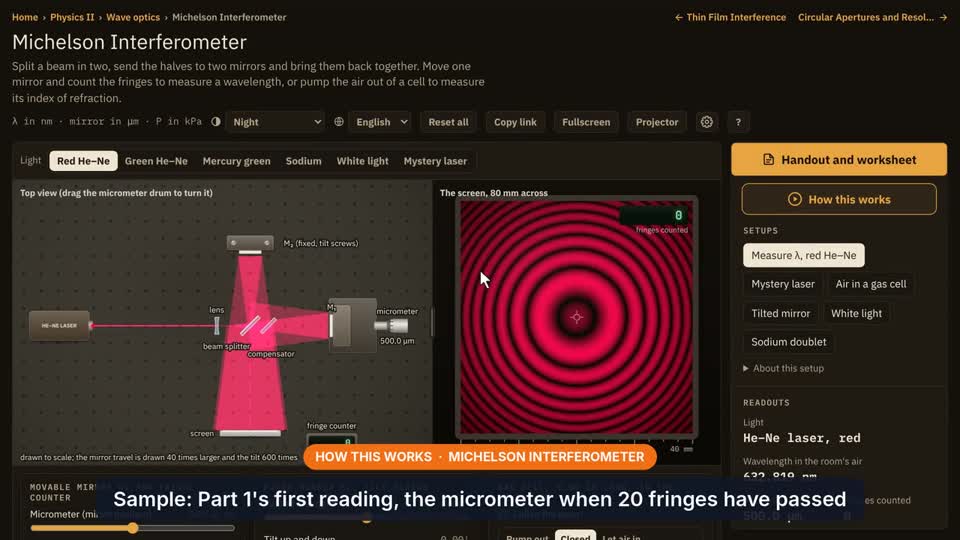 Home › Physics II › Wave optics › Michelson Interferometer
← Thin Film Interference
Circular Apertures and Resol... →
Michelson Interferometer
Split a beam in two, send the halves to two mirrors and bring them back together. Move one
mirror and count the fringes to measure a wavelength, or pump the air out of a cell to measure
its index of refraction.
λ in nm · mirror in µm · P in kPa
Night
English
Reset all
Copy link
Fullscreen
Projector
?
Light
Red He–Ne
Green He–Ne
Mercury green
Sodium
White light
Mystery laser
Top view (drag the micrometer drum to turn it)
M₂ (fixed, tilt screws)
lens
HE–NE LASER
beam splitter
compensator
micrometer
500.0 µm
screen
fringe counter
drawn to scale; the mirror travel is drawn 40 times larger and the tilt 600 times
The screen, 80 mm across
0
fringes counted
40 mm
Handout and worksheet
How this works
SETUPS
Measure λ, red He–Ne
Mystery laser
Air in a gas cell
Tilted mirror
White light
Sodium doublet
About this setup
READOUTS
Light
He–Ne laser, red
Wavelength in the room's air
632.819 nm
HOW THIS WORKS · MICHELSON INTERFEROMETER
Sample: Part 1's first reading, the micrometer when 20 fringes have passed
COUNTER
Pump out
Closed
Let air in